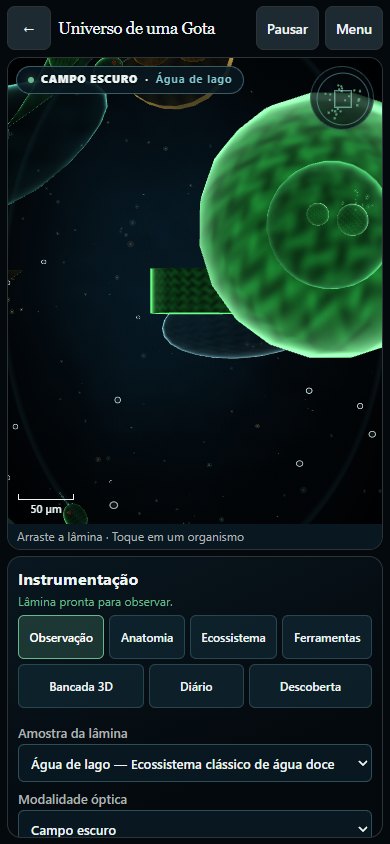 ← Universo de uma Gota Pausar Menu
CAMPO ESCURO · Água de lago
50 µm
Arraste a lâmina · Toque em um organismo
Instrumentação
Lâmina pronta para observar.
Observação Anatomia Ecossistema Ferramentas
Bancada 3D Diário Descoberta
Amostra da lâmina
Água de lago — Ecossistema clássico de água doce
Modalidade óptica
Campo escuro